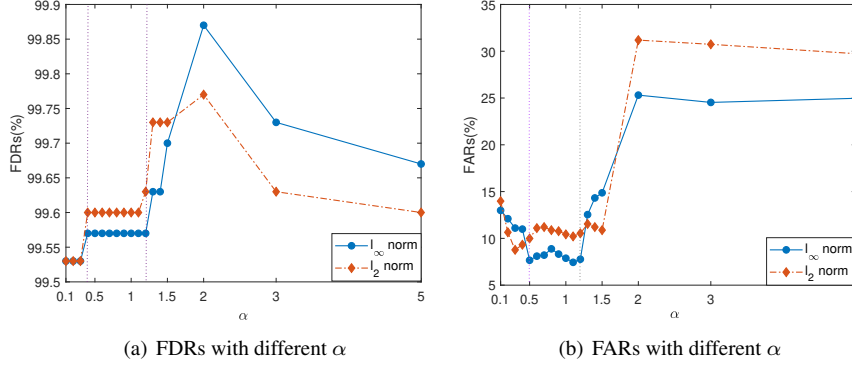 99.9
99.85
99.8
99.75
99.7
99.65
99.6
99.55
99.5
FDRs(%)
0.1 0.5 1 1.5 2 3 5
α
l∞ norm
l2 norm
(a) FDRs with different α
35
30
25
20
15
10
5
FARs(%)
0.1 0.5 1 1.5 2 3
α
l∞ norm
l2 norm
(b) FARs with different α